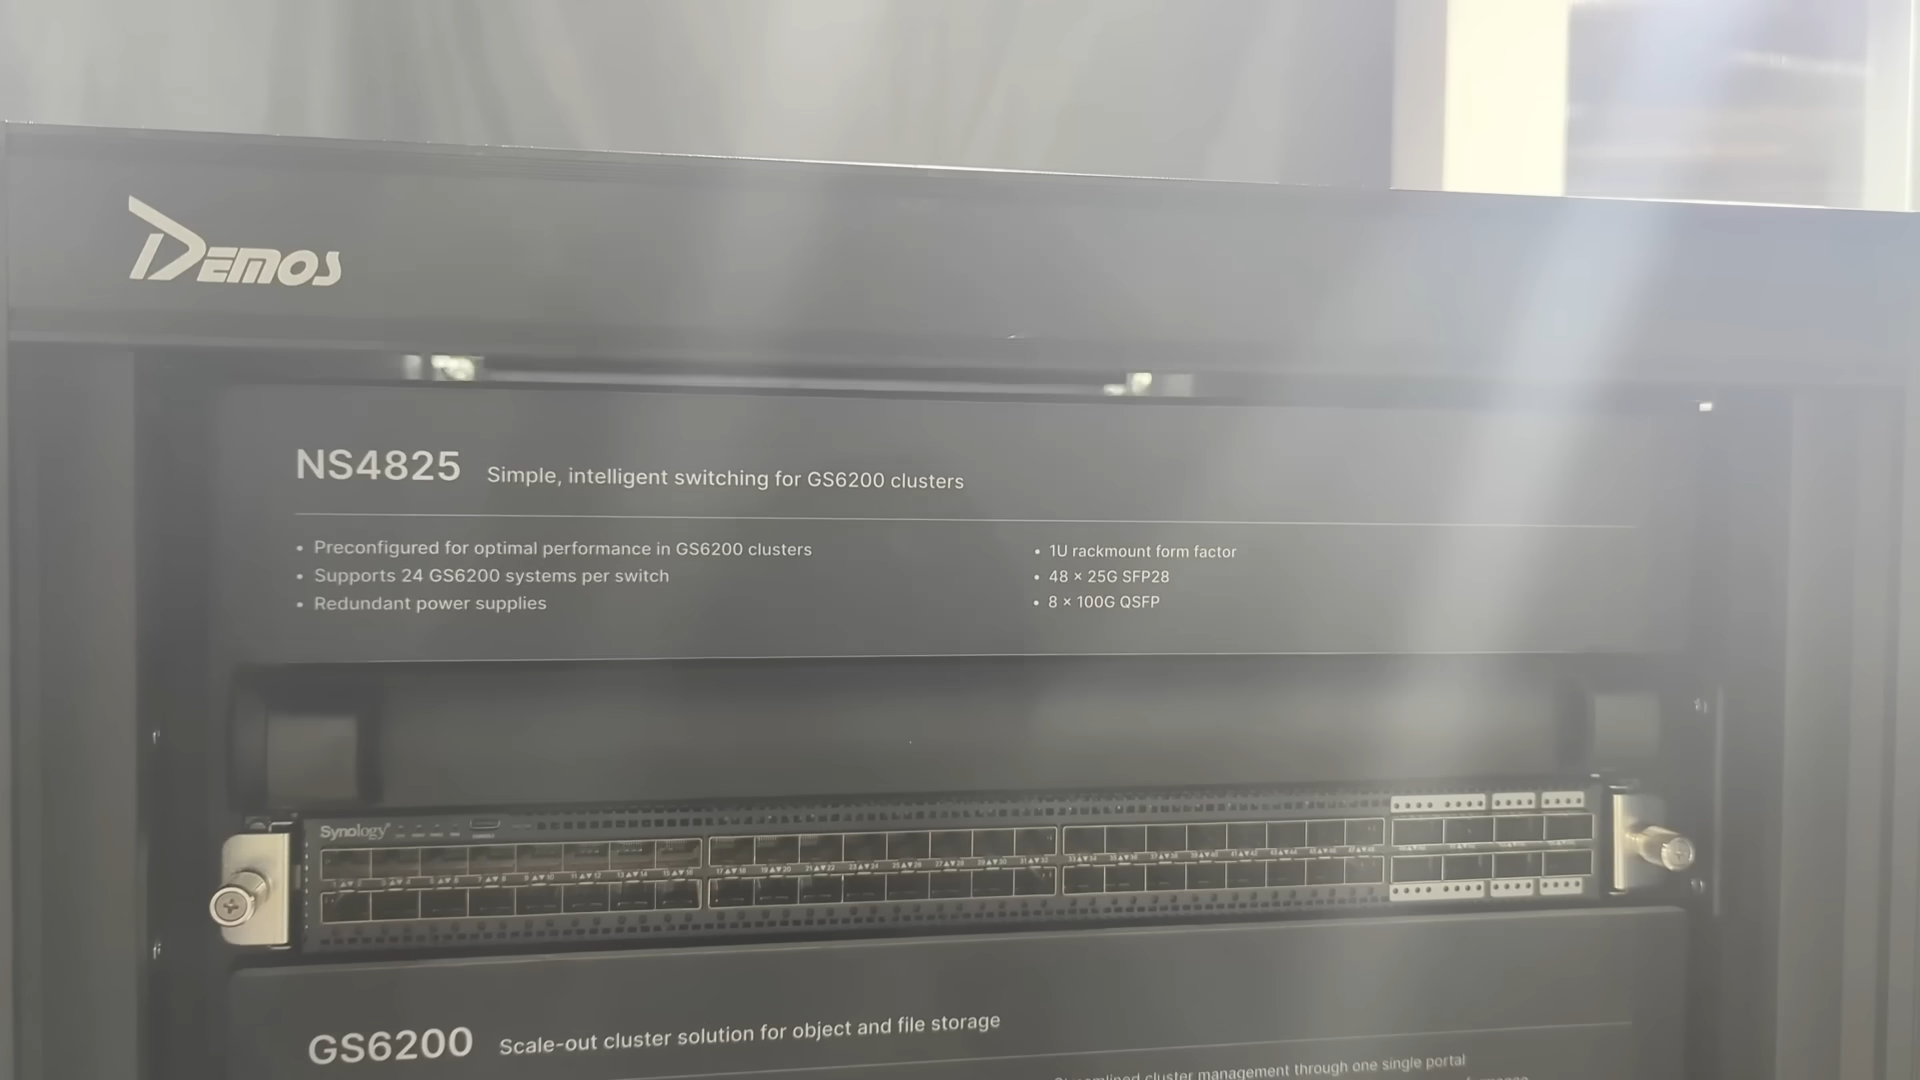 DEMOS
NS4825 Simple, intelligent switching for GS6200 clusters
• Preconfigured for optimal performance in GS6200 clusters
• Supports 24 GS6200 systems per switch
• Redundant power supplies
• 1U rackmount form factor
• 48 × 25G SFP28
• 8 × 100G QSFP
Synology
GS6200 Scale-out cluster solution for object and file storage
cluster management through one single portal